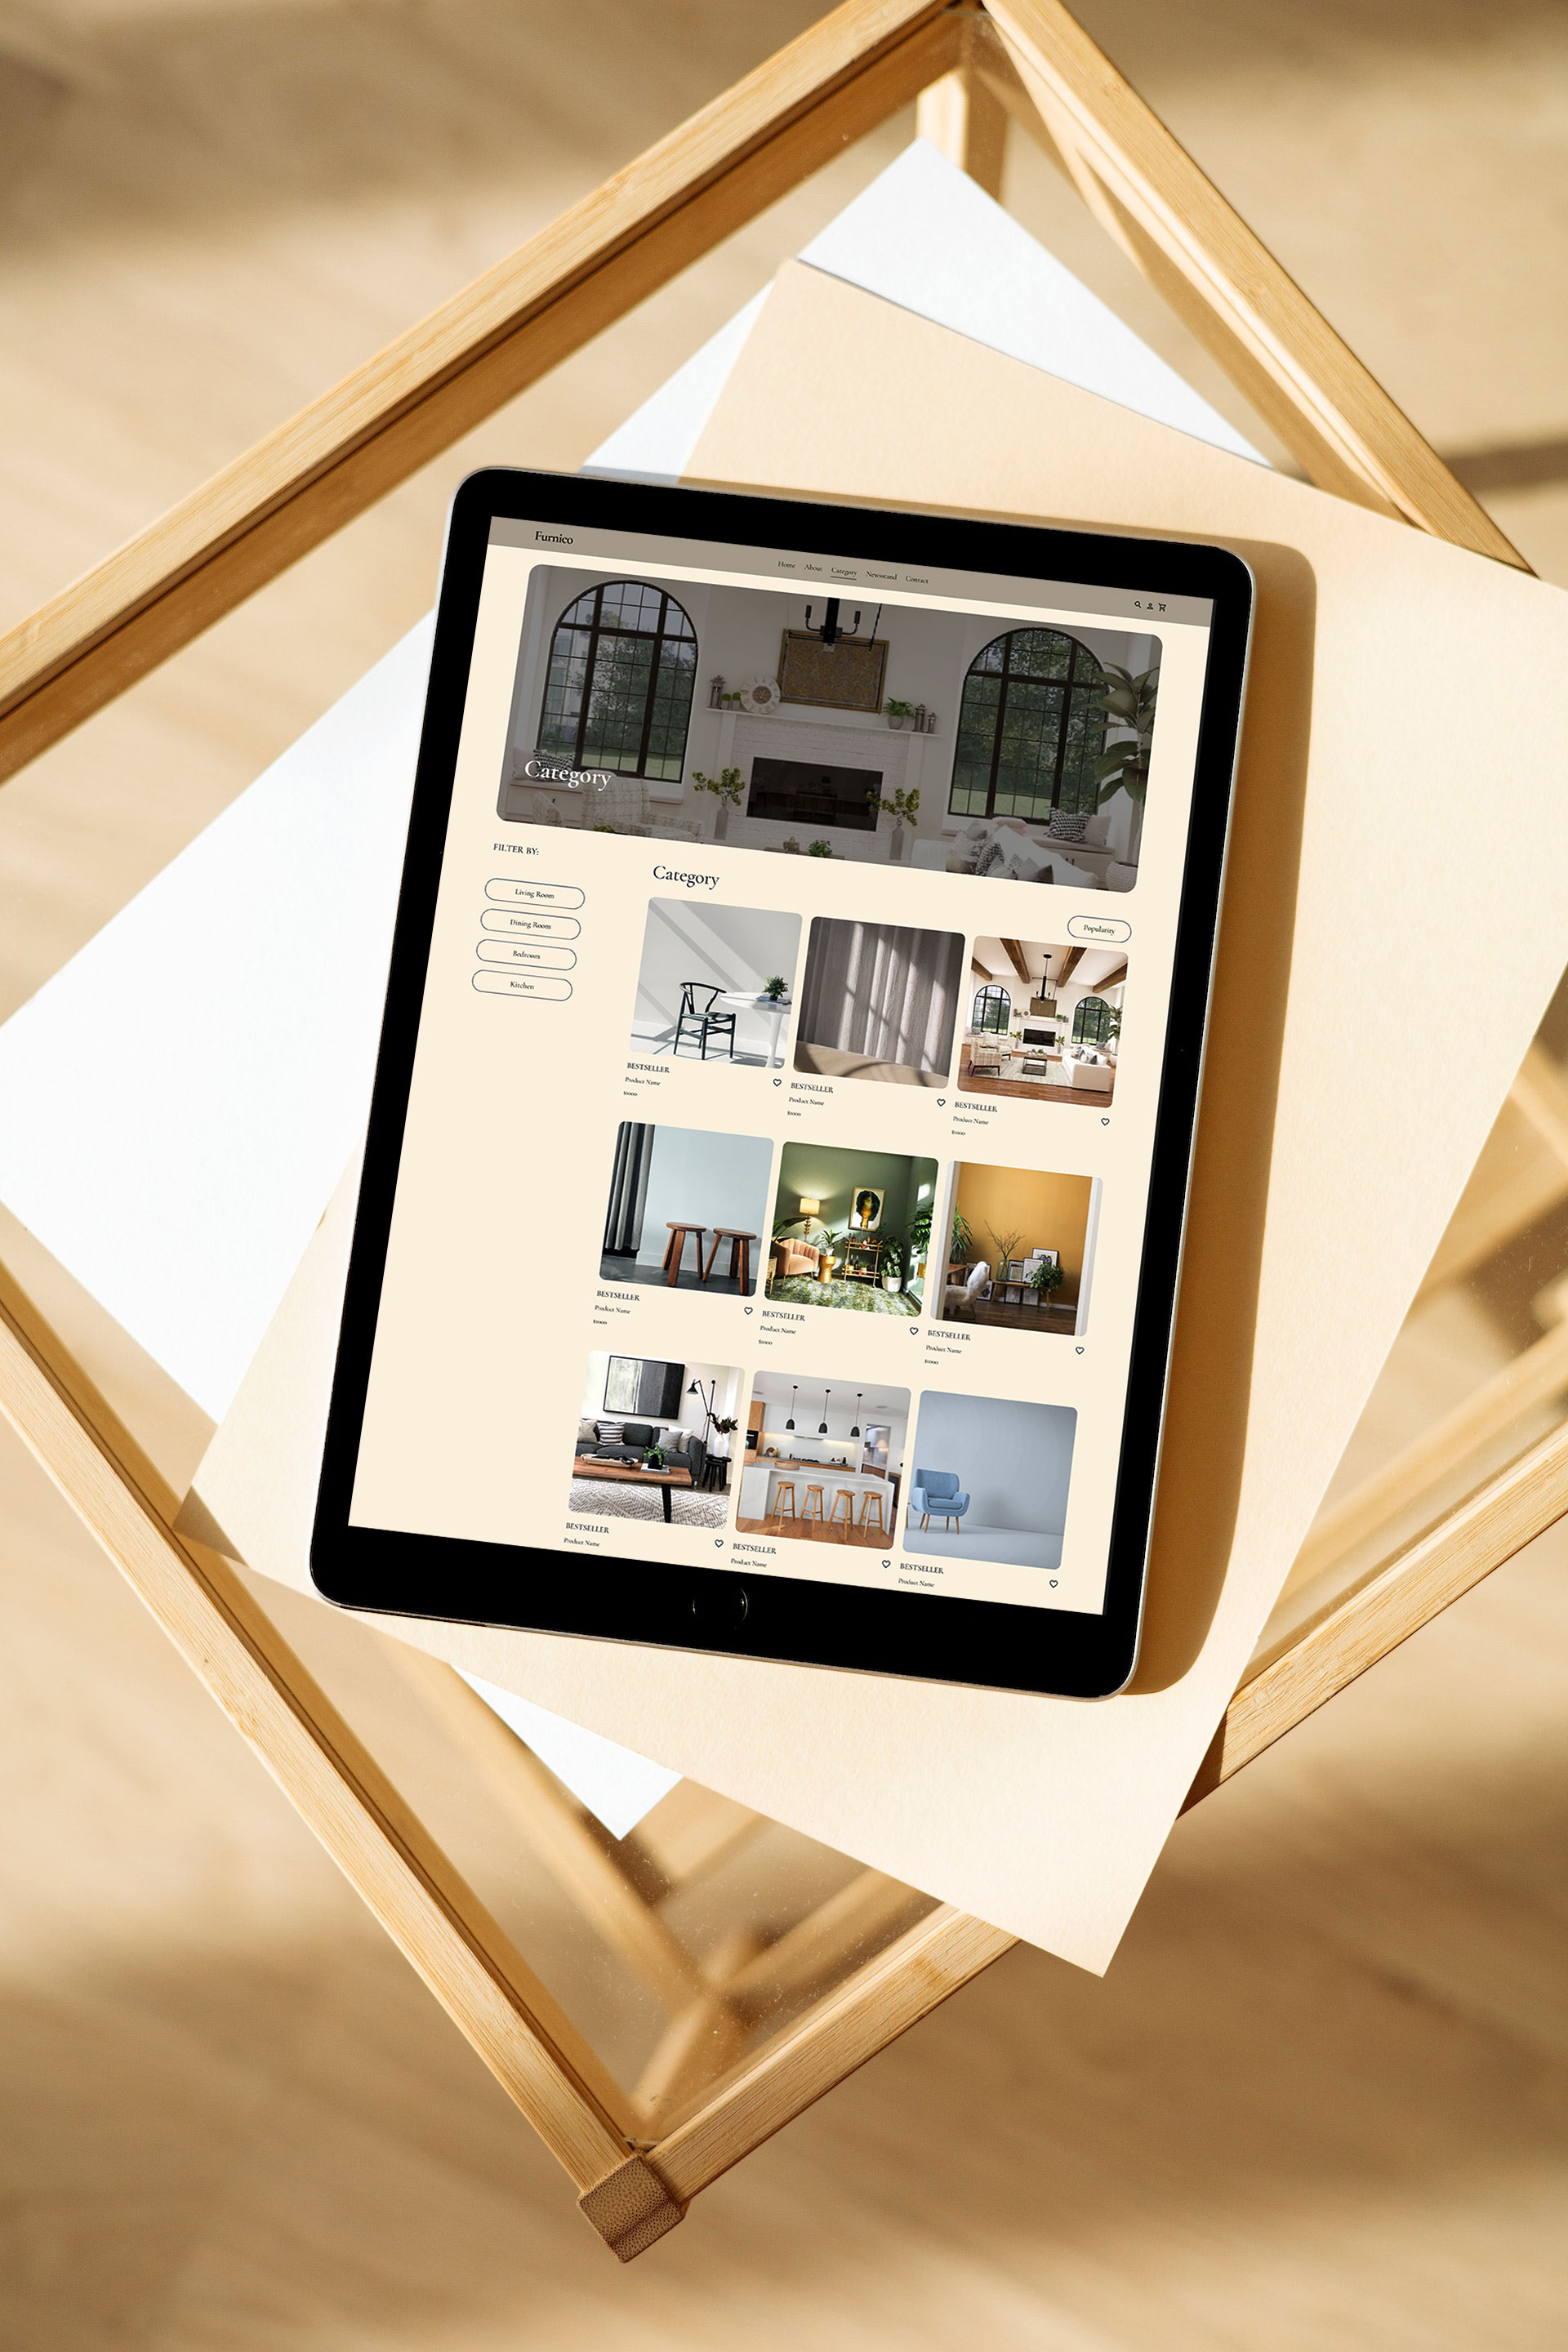 Furnico
Home About Category Newsstand Contact
Category
FILTER BY:
Living Room
Dining Room
Bedroom
Kitchen
Category
Popularity
BESTSELLER
Product Name
$1000
BESTSELLER
Product Name
$1000
BESTSELLER
Product Name
$1000
BESTSELLER
Product Name
$1000
BESTSELLER
Product Name
$1000
BESTSELLER
Product Name
$1000
BESTSELLER
Product Name
BESTSELLER
Product Name
BESTSELLER
Product Name